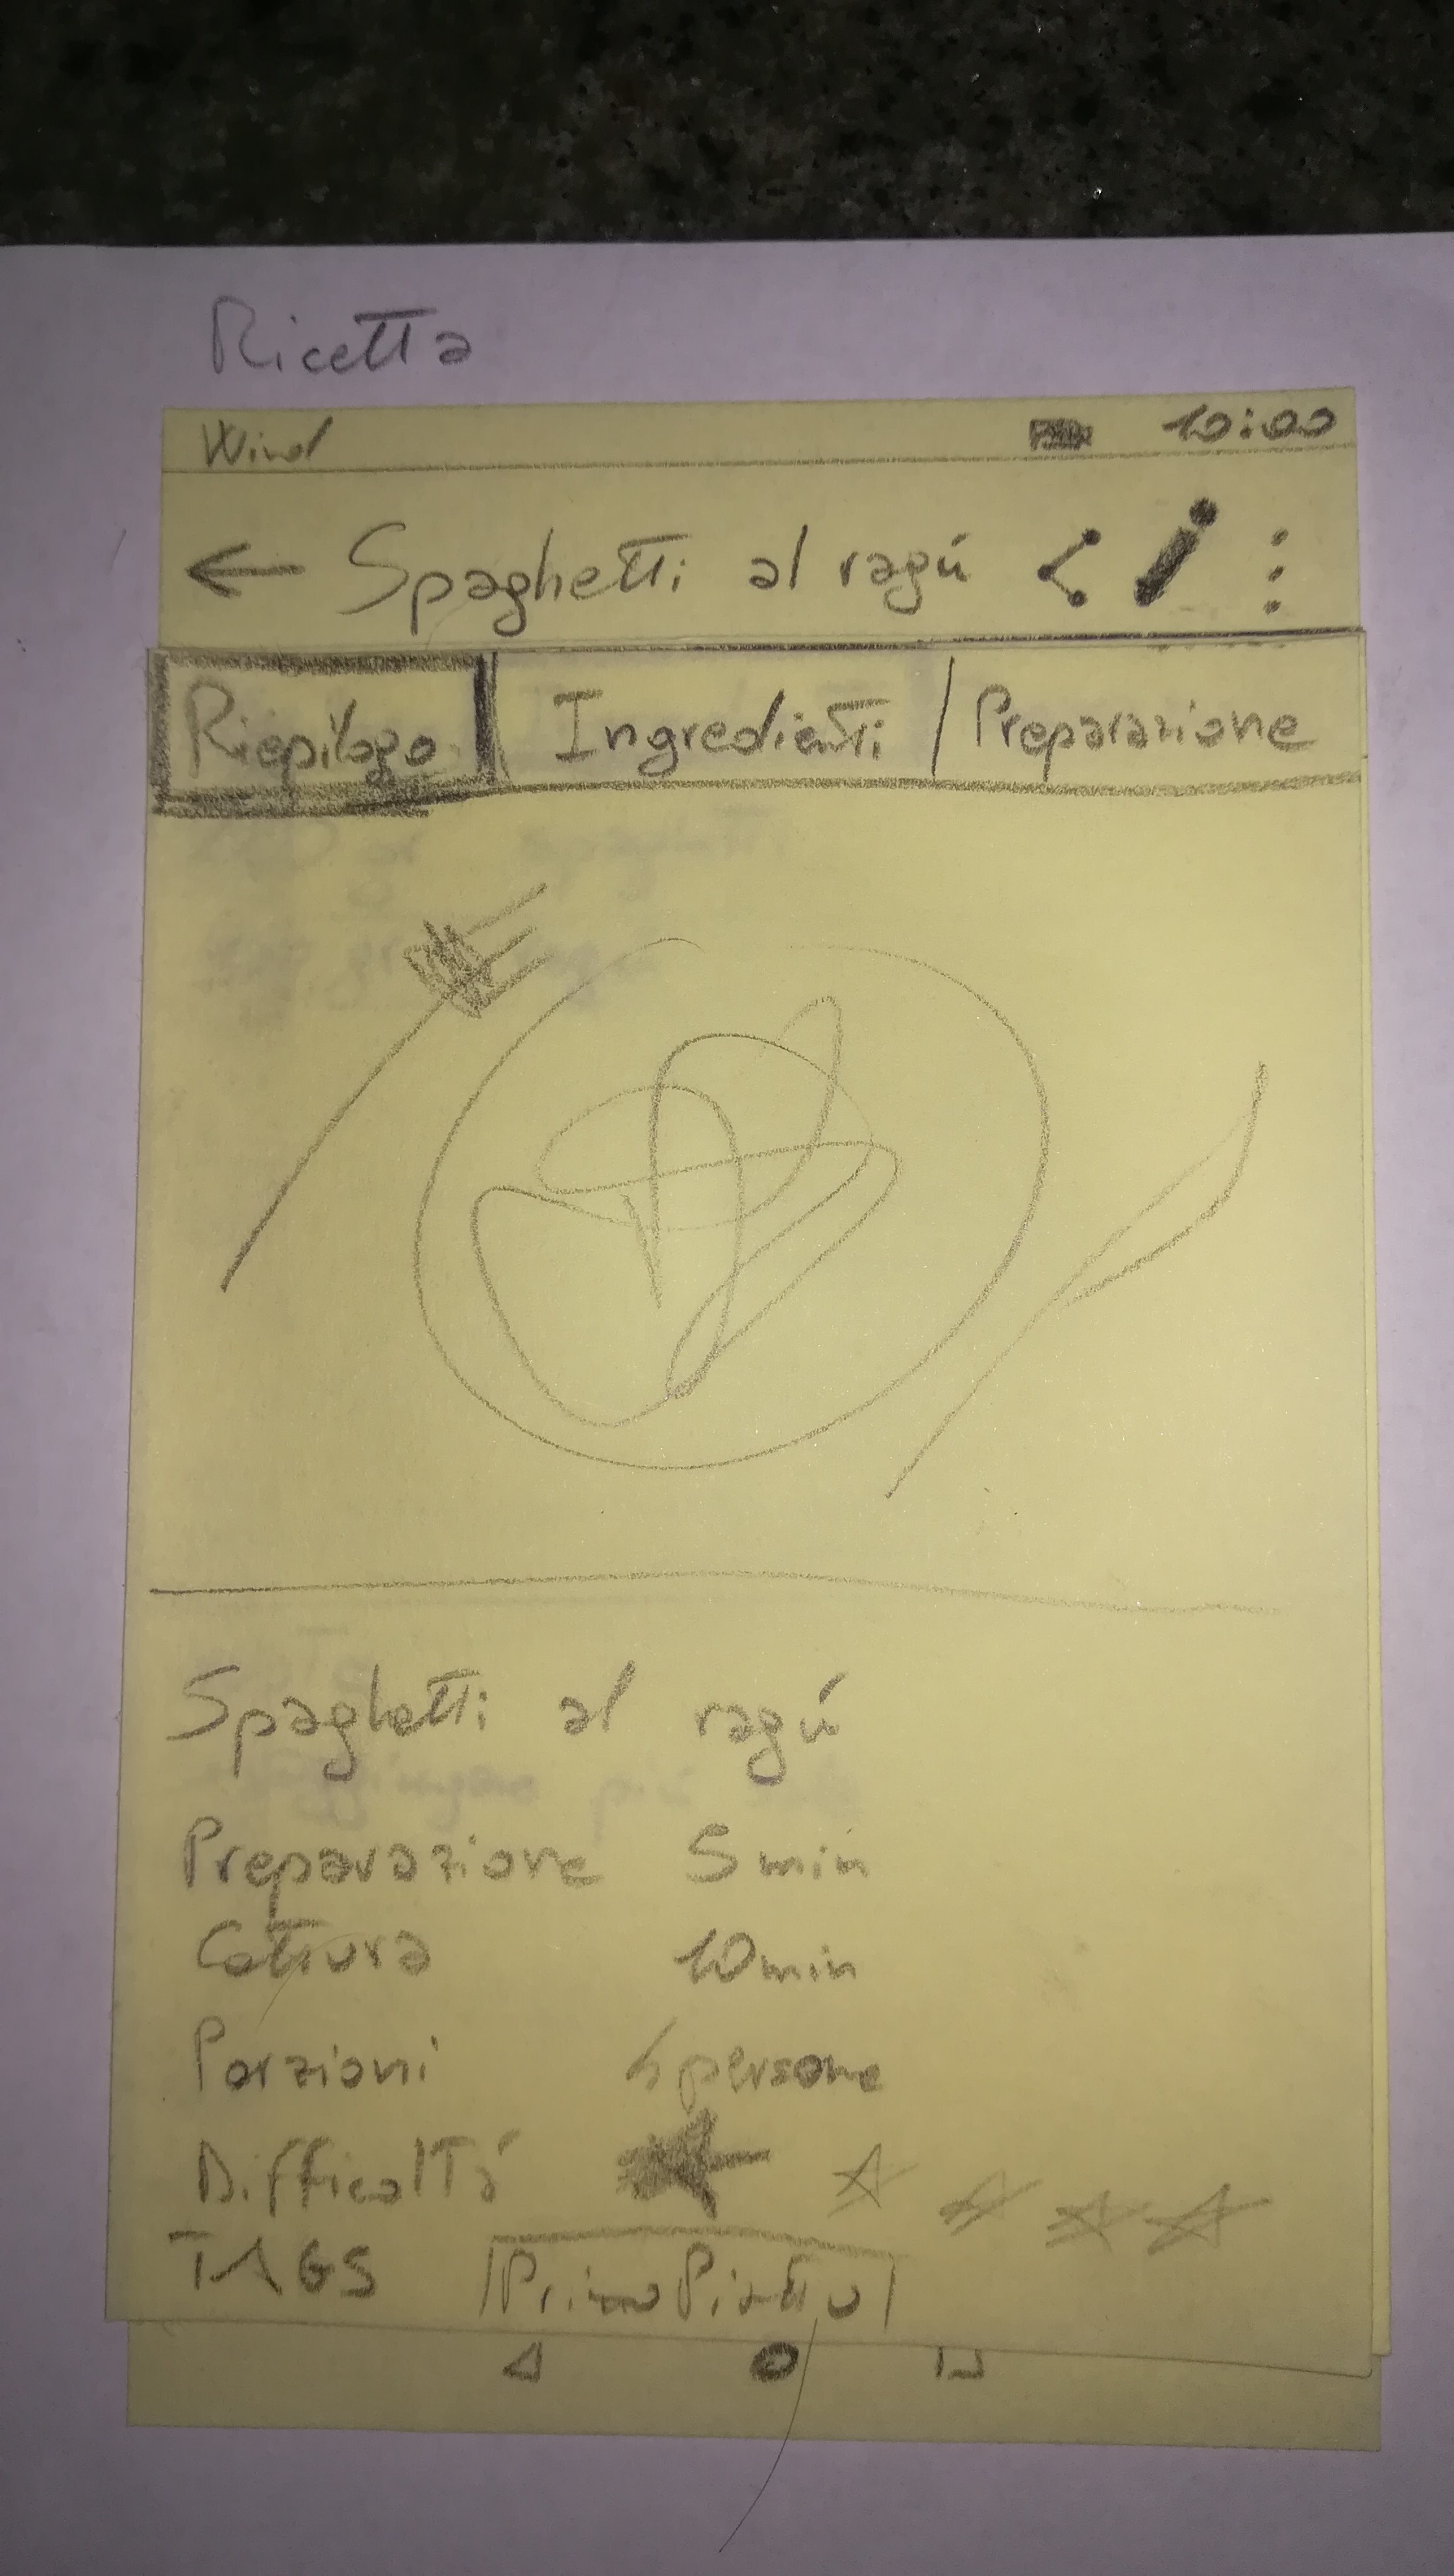 Ricetta
Wind 10:00
Spaghetti al ragú
Riepilogo Ingredienti Preparazione
Spaghetti al ragú
Preparazione 5 min
Cottura 10 min
Porzioni 4 persone
Difficoltá
TAGS Primo Piatto